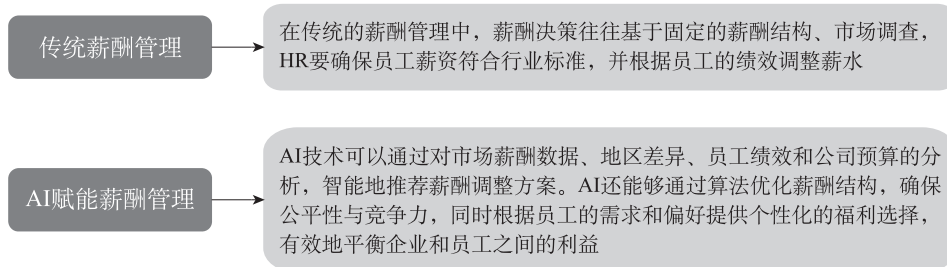 传统薪酬管理
在传统的薪酬管理中，薪酬决策往往基于固定的薪酬结构、市场调查，
HR要确保员工薪资符合行业标准，并根据员工的绩效调整薪水
AI赋能薪酬管理
AI技术可以通过对市场薪酬数据、地区差异、员工绩效和公司预算的分
析，智能地推荐薪酬调整方案。AI还能够通过算法优化薪酬结构，确保
公平性与竞争力，同时根据员工的需求和偏好提供个性化的福利选择，
有效地平衡企业和员工之间的利益